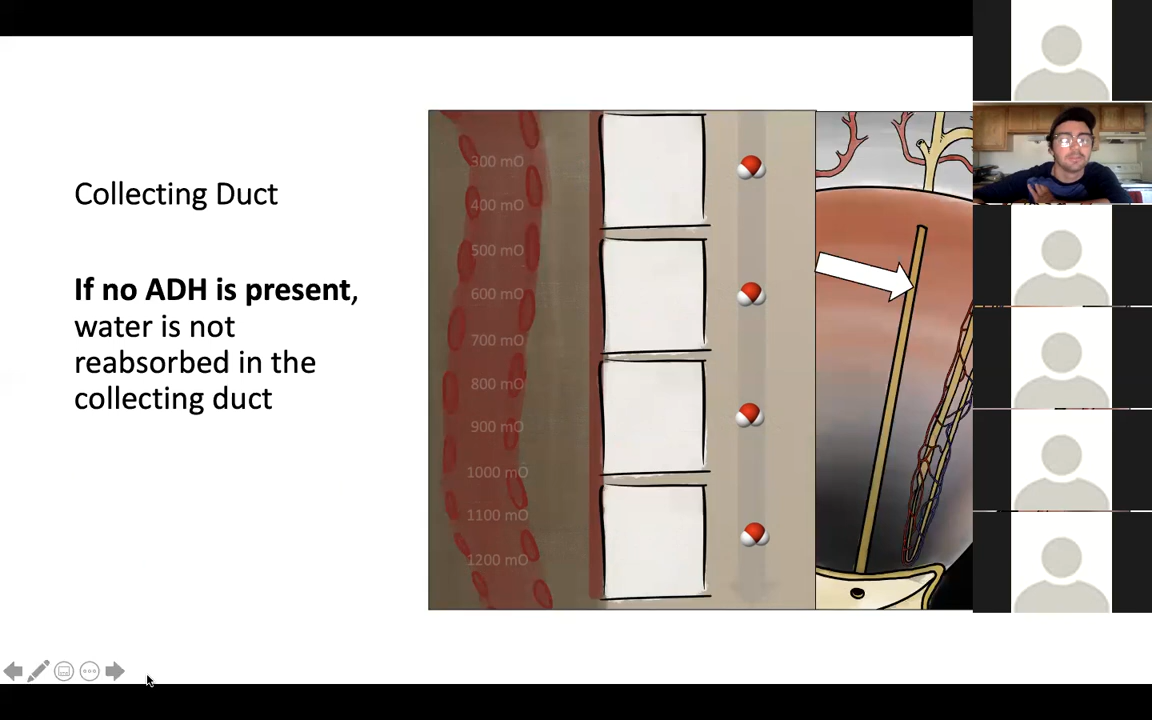 Collecting Duct
If no ADH is present,
water is not
reabsorbed in the
collecting duct
300 mO
400 mO
500 mO
600 mO
700 mO
800 mO
900 mO
1000 mO
1100 mO
1200 mO